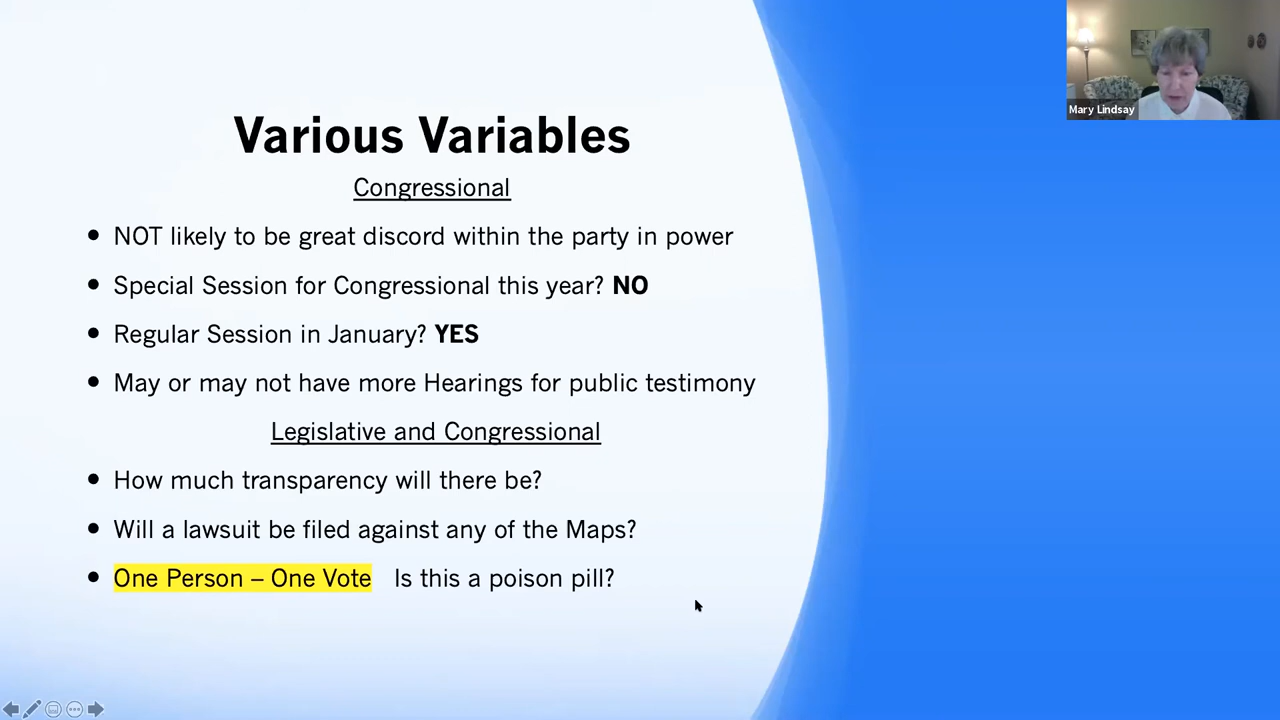 Various Variables
Congressional
• NOT likely to be great discord within the party in power
• Special Session for Congressional this year? NO
• Regular Session in January? YES
• May or may not have more Hearings for public testimony
Legislative and Congressional
• How much transparency will there be?
• Will a lawsuit be filed against any of the Maps?
• One Person – One Vote Is this a poison pill?
Mary Lindsay